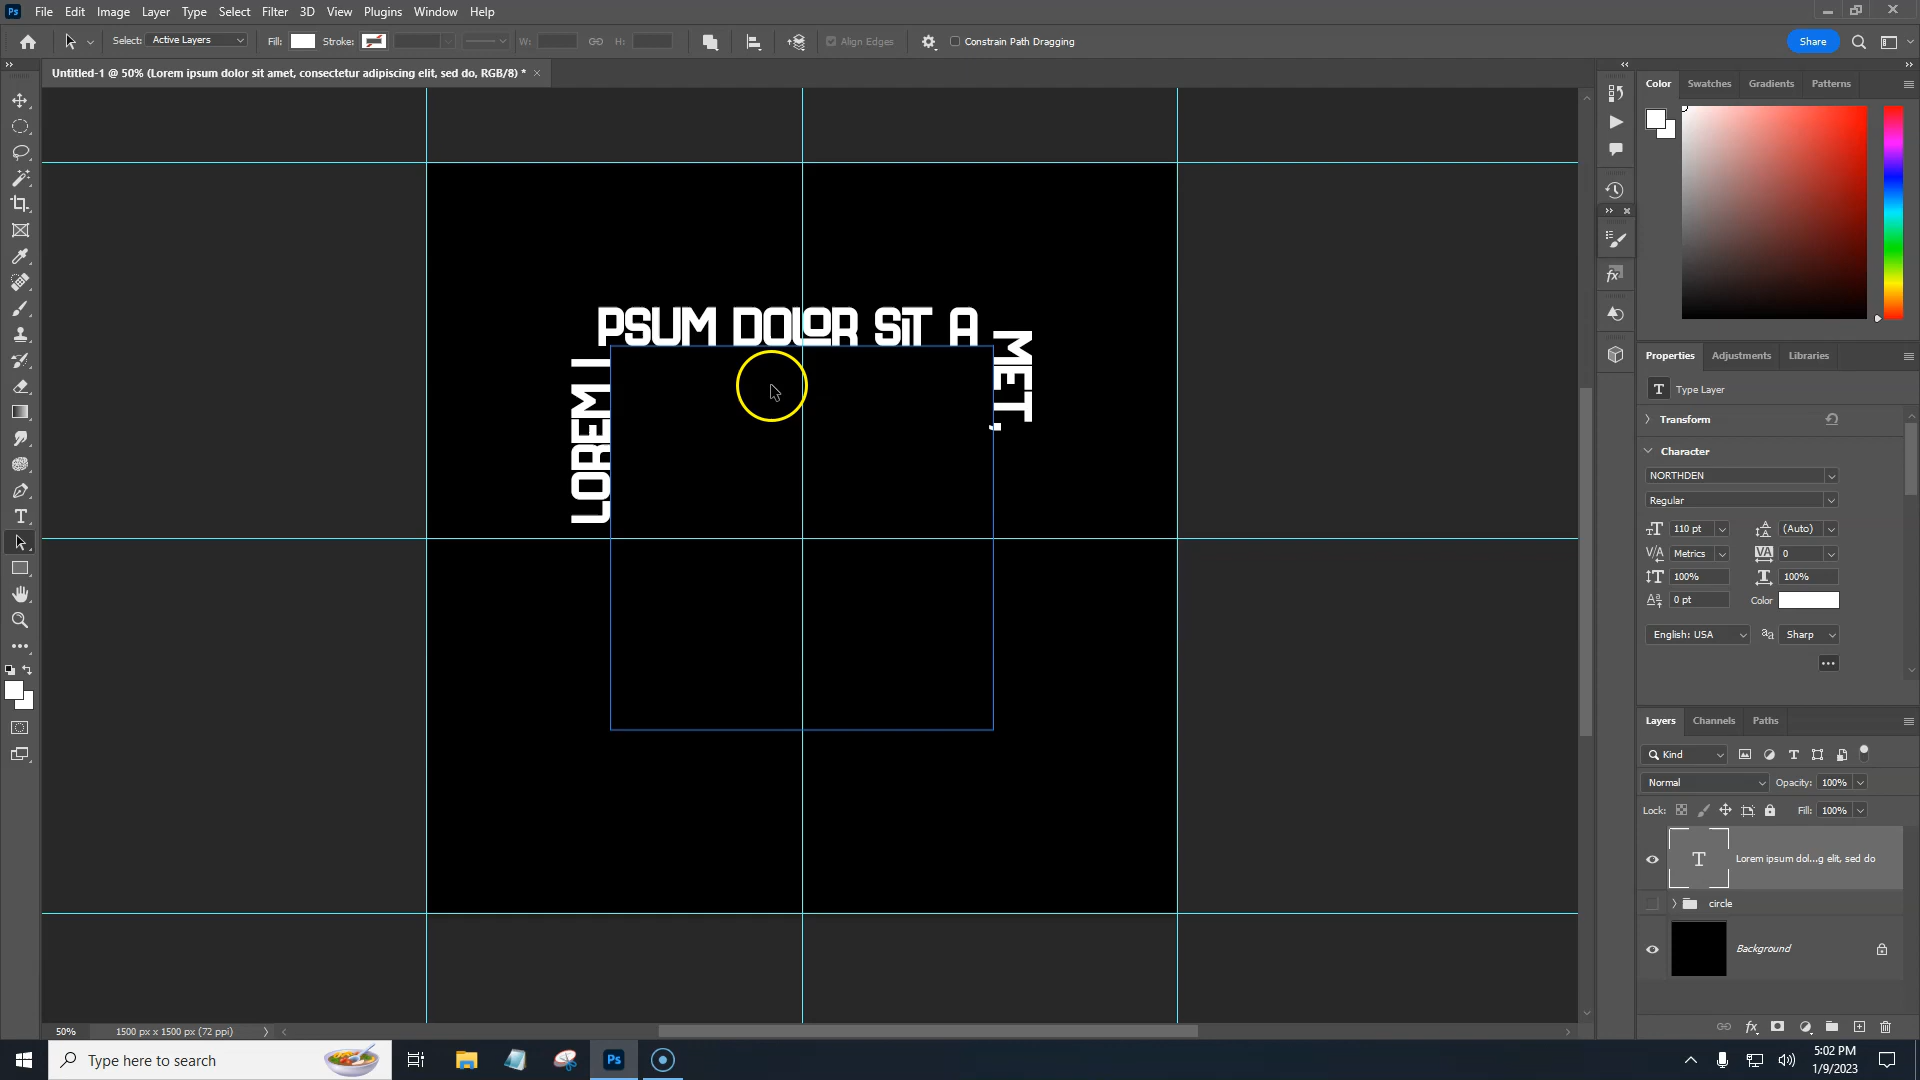 Ps File Edit Image Layer Type Select Filter 3D View Plugins Window Help
Select: Active Layers Fill: Stroke: W: H: Align Edges Constrain Path Dragging Share
Untitled-1 @ 50% (Lorem ipsum dolor sit amet, consectetur adipiscing elit, sed do, RGB/8) * ×
LOREM I
PSUM DOLOR SIT A
MET,
Color Swatches Gradients Patterns
Properties Adjustments Libraries
T Type Layer
Transform
Character
NORTHDEN
Regular
110 pt (Auto)
Metrics 0
100% 100%
0 pt Color
English: USA Sharp
Layers Channels Paths
Kind
Normal Opacity: 100%
Lock: Fill: 100%
T Lorem ipsum dol...g elit, sed do
circle
Background
fx
50% 1500 px x 1500 px (72 ppi)
Type here to search
Ps
5:02 PM
1/9/2023